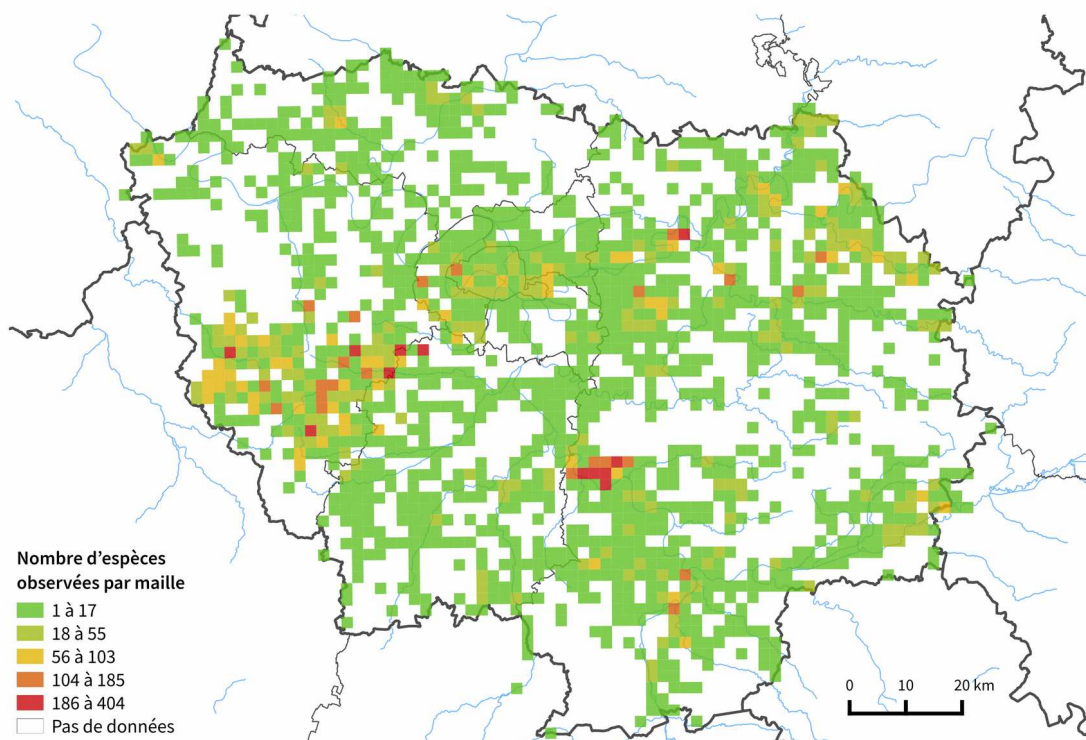 Nombre d’espèces
observées par maille
1 à 17
18 à 55
56 à 103
104 à 185
186 à 404
Pas de données
0 10 20 km